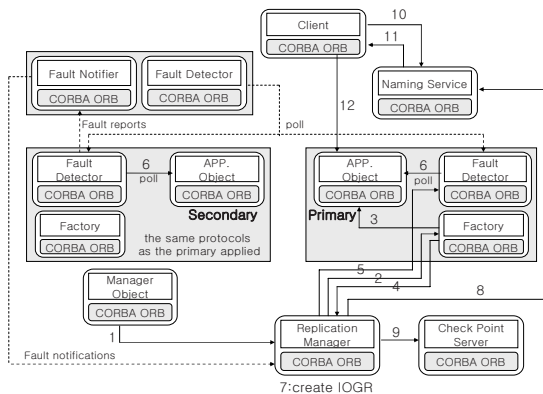 Client
CORBA ORB
10
11
Fault Notifier
CORBA ORB
Fault Detector
CORBA ORB
Naming Service
CORBA ORB
12
Fault reports
poll
Fault
Detector
CORBA ORB
6
poll
APP.
Object
CORBA ORB
Secondary
Factory
CORBA ORB
the same protocols
as the primary applied
APP.
Object
CORBA ORB
6
poll
Fault
Detector
CORBA ORB
Primary
3
Factory
CORBA ORB
5
2
4
8
Manager
Object
CORBA ORB
1
Fault notifications
Replication
Manager
CORBA ORB
9
Check Point
Server
CORBA ORB
7:create IOGR